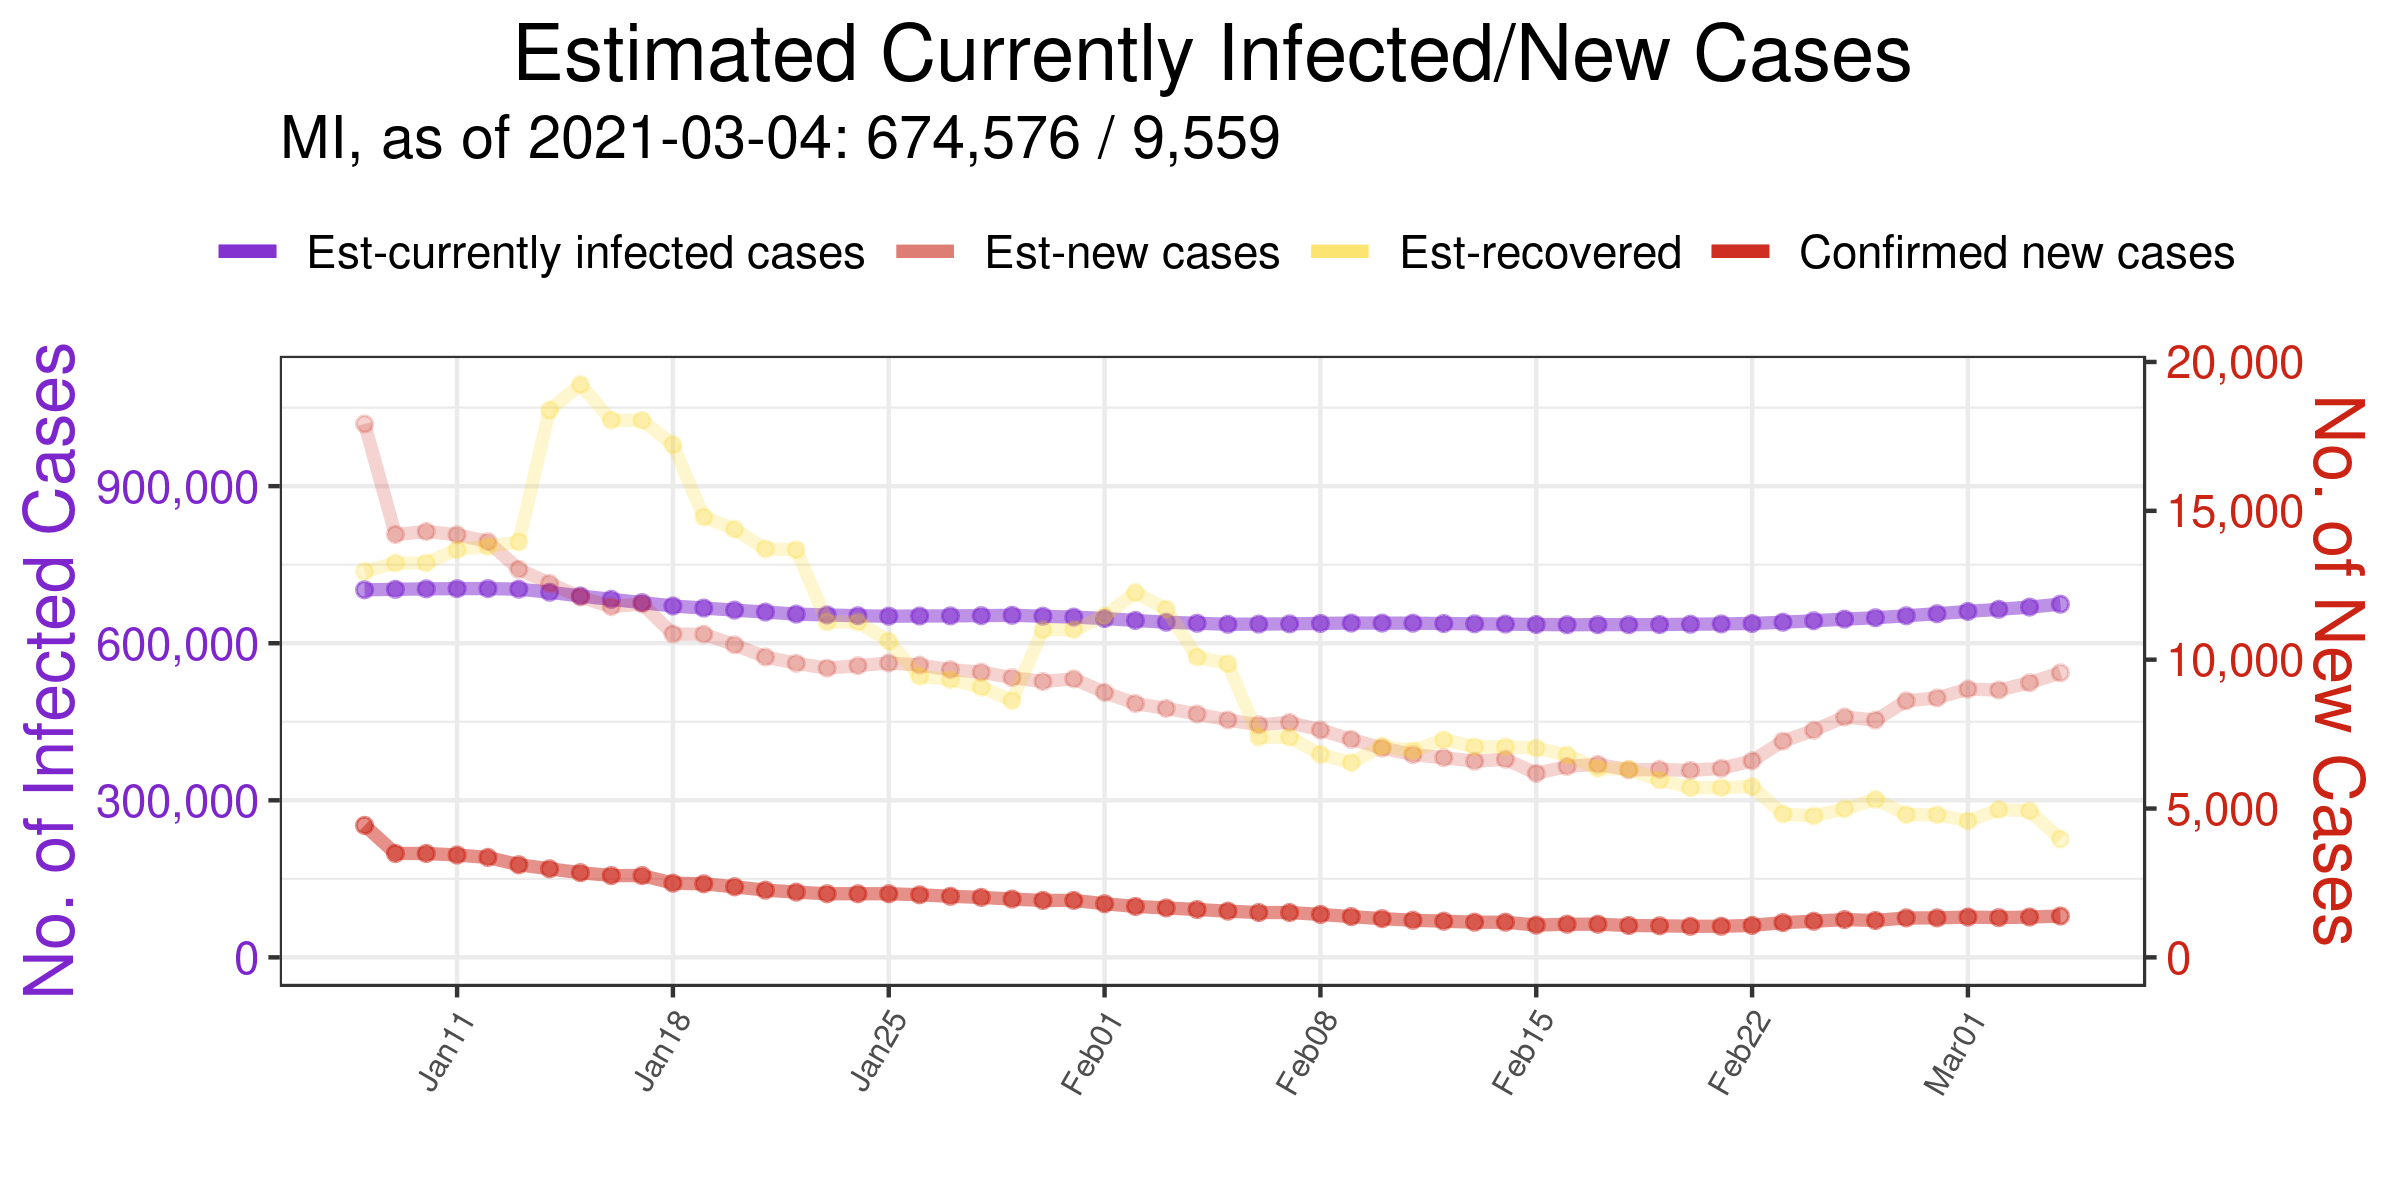 Estimated Currently Infected/New Cases
MI, as of 2021-03-04: 674,576 / 9,559
Est-currently infected cases Est-new cases Est-recovered Confirmed new cases
No. of Infected Cases
900,000
600,000
300,000
0
20,000
15,000
10,000
5,000
0
No. of New Cases
Jan11 Jan18 Jan25 Feb01 Feb08 Feb15 Feb22 Mar01